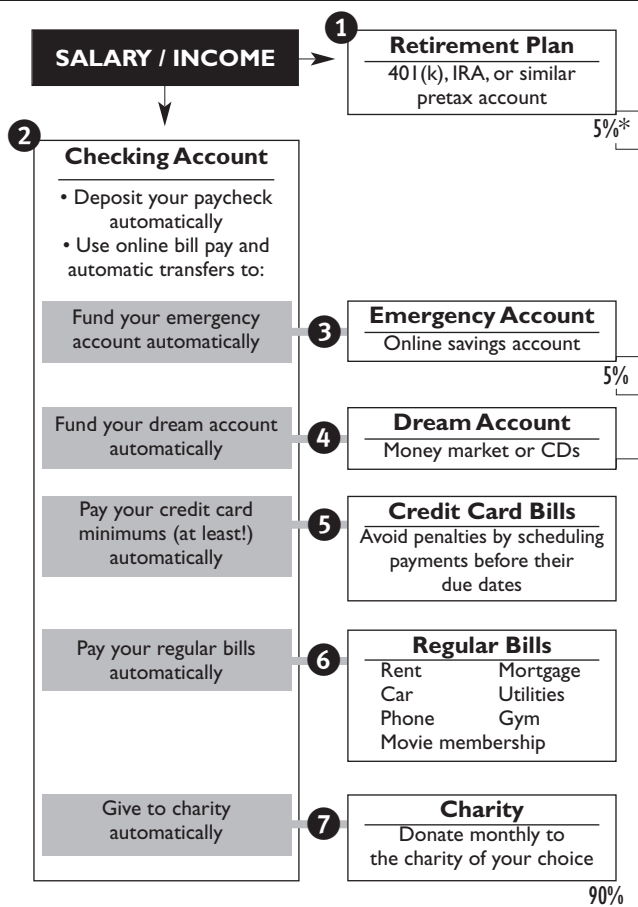 SALARY / INCOME
1
Retirement Plan
401(k), IRA, or similar
pretax account
5%*
2
Checking Account
• Deposit your paycheck
automatically
• Use online bill pay and
automatic transfers to:
Fund your emergency
account automatically
3
Emergency Account
Online savings account
5%
Fund your dream account
automatically
4
Dream Account
Money market or CDs
Pay your credit card
minimums (at least!)
automatically
5
Credit Card Bills
Avoid penalties by scheduling
payments before their
due dates
Pay your regular bills
automatically
6
Regular Bills
Rent Mortgage
Car Utilities
Phone Gym
Movie membership
Give to charity
automatically
7
Charity
Donate monthly to
the charity of your choice
90%